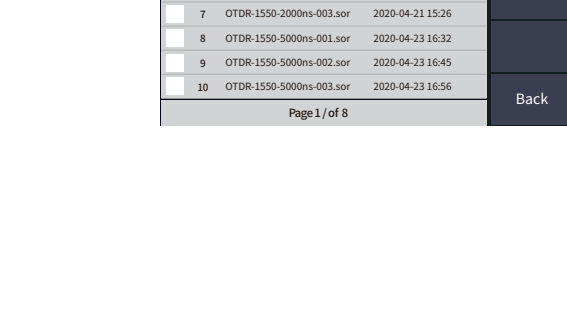 7 OTDR-1550-2000ns-003.sor 2020-04-21 15:26
8 OTDR-1550-5000ns-001.sor 2020-04-23 16:32
9 OTDR-1550-5000ns-002.sor 2020-04-23 16:45
10 OTDR-1550-5000ns-003.sor 2020-04-23 16:56
Back
Page 1 / of 8